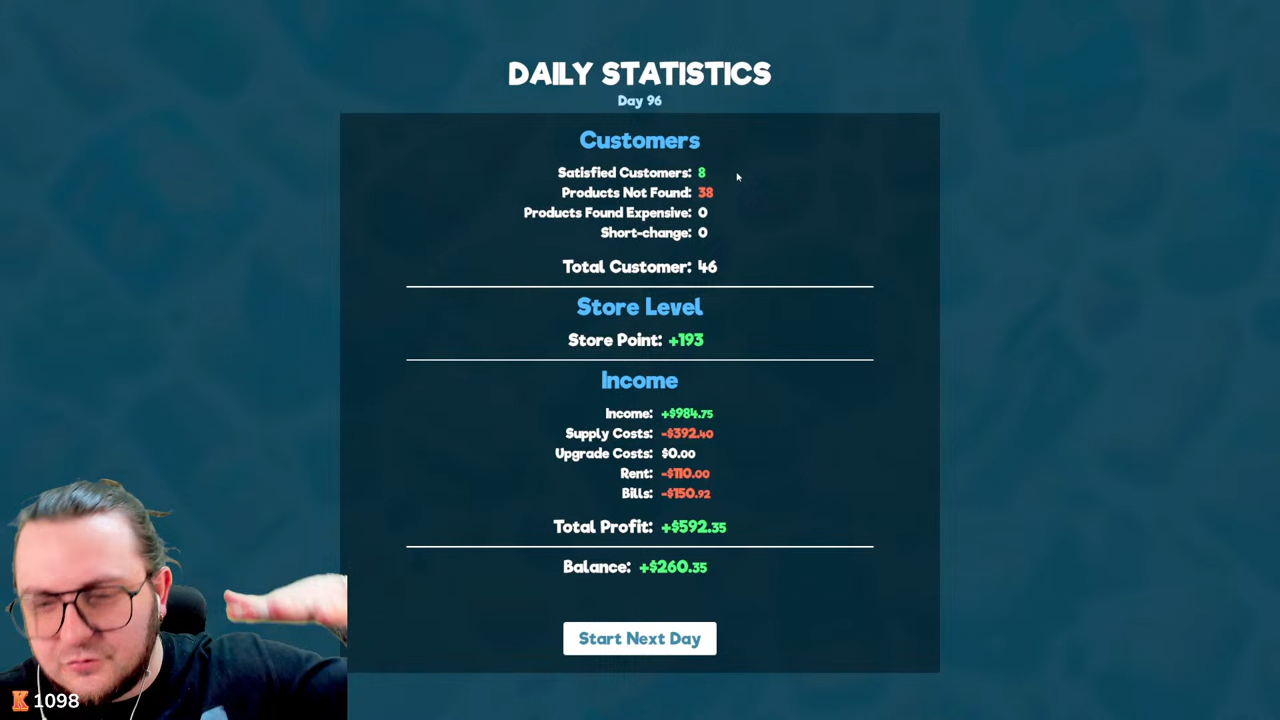 DAILY STATISTICS
Day 96
Customers
Satisfied Customers: 8
Products Not Found: 38
Products Found Expensive: 0
Short-change: 0
Total Customer: 46
Store Level
Store Point: +193
Income
Income: +$984.75
Supply Costs: -$392.40
Upgrade Costs: $0.00
Rent: -$110.00
Bills: -$150.92
Total Profit: +$592.35
Balance: +$260.35
Start Next Day
K 1098